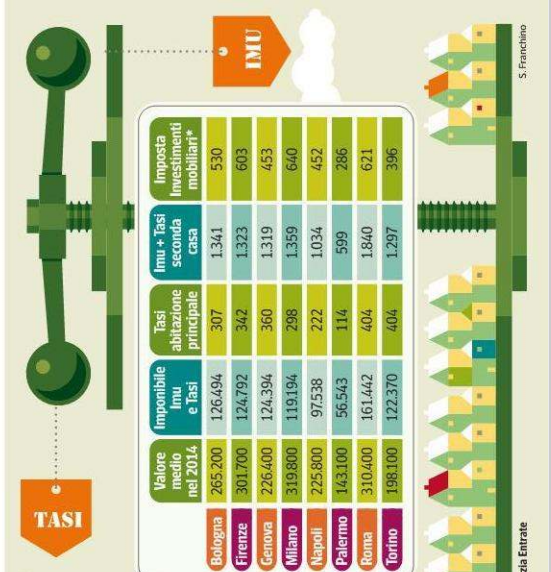 TASI
IMU
Valore medio nel 2014
Imponibile Imu e Tasi
Tasi abitazione principale
Imu + Tasi seconda casa
Imposta Investimenti mobiliari*
Bologna 265.200 126.494 307 1.341 530
Firenze 301.700 124.792 342 1.323 603
Genova 226.400 124.394 360 1.319 453
Milano 319.800 119.194 298 1.359 640
Napoli 225.800 97.538 222 1.034 452
Palermo 143.100 56.543 114 599 286
Roma 310.400 161.442 404 1.840 621
Torino 198.100 122.370 404 1.297 396
zia Entrate
S. Franchino